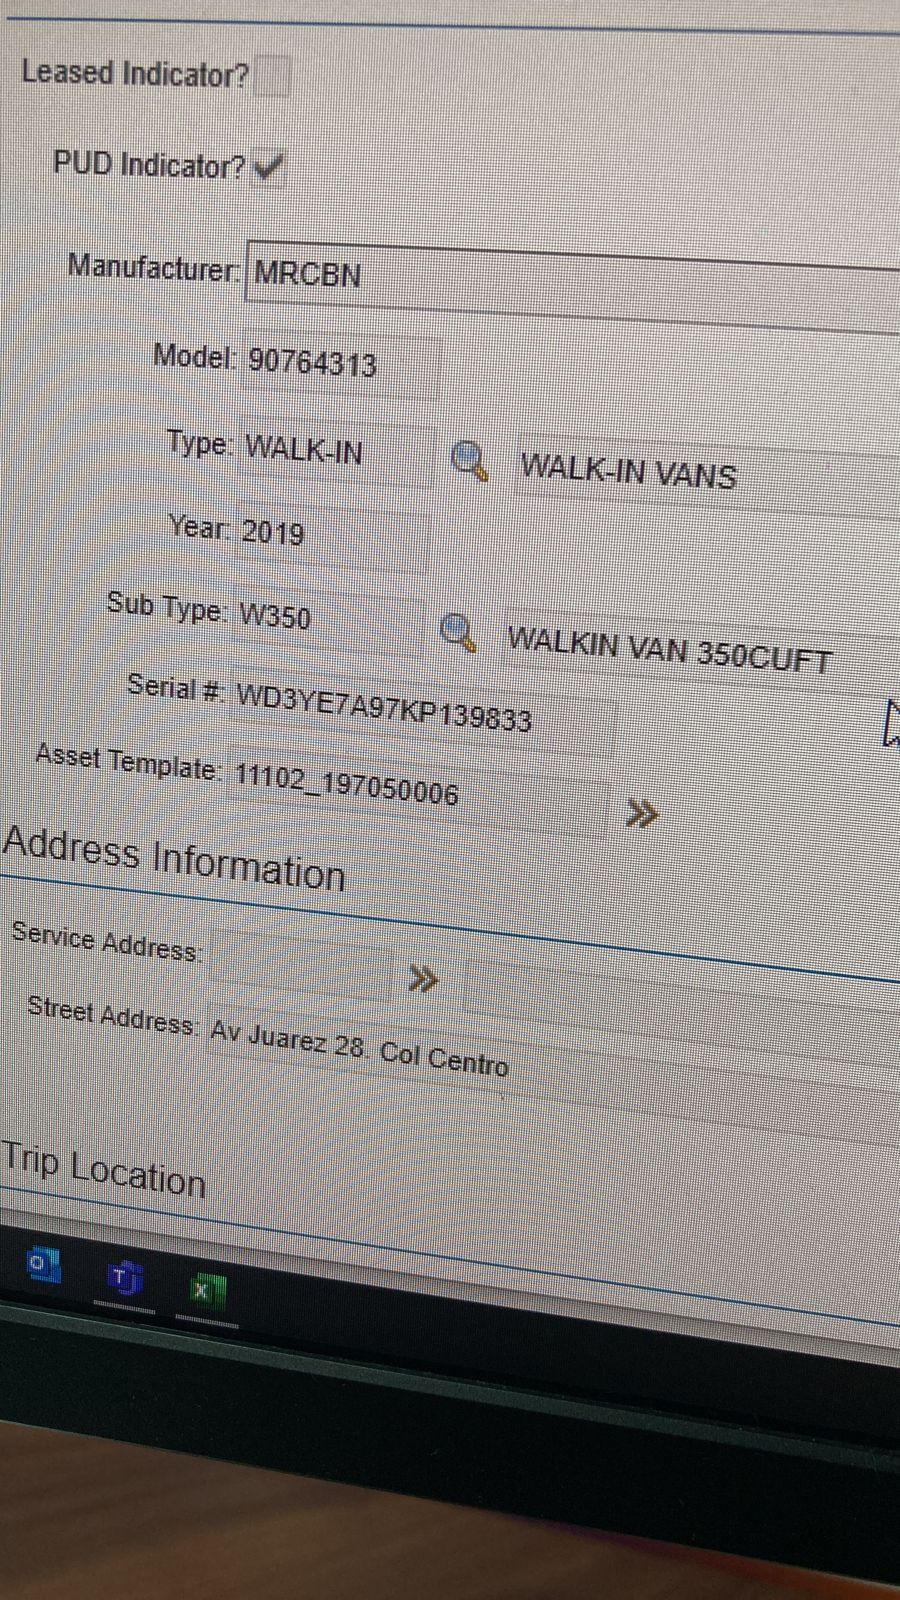 Leased Indicator?
PUD Indicator?
Manufacturer: MRCBN
Model: 90764313
Type: WALK-IN WALK-IN VANS
Year: 2019
Sub Type: W350 WALKIN VAN 350CUFT
Serial #: WD3YE7A97KP139833
Asset Template: 11102_197050006
Address Information
Service Address:
Street Address: Av Juarez 28. Col Centro
Trip Location